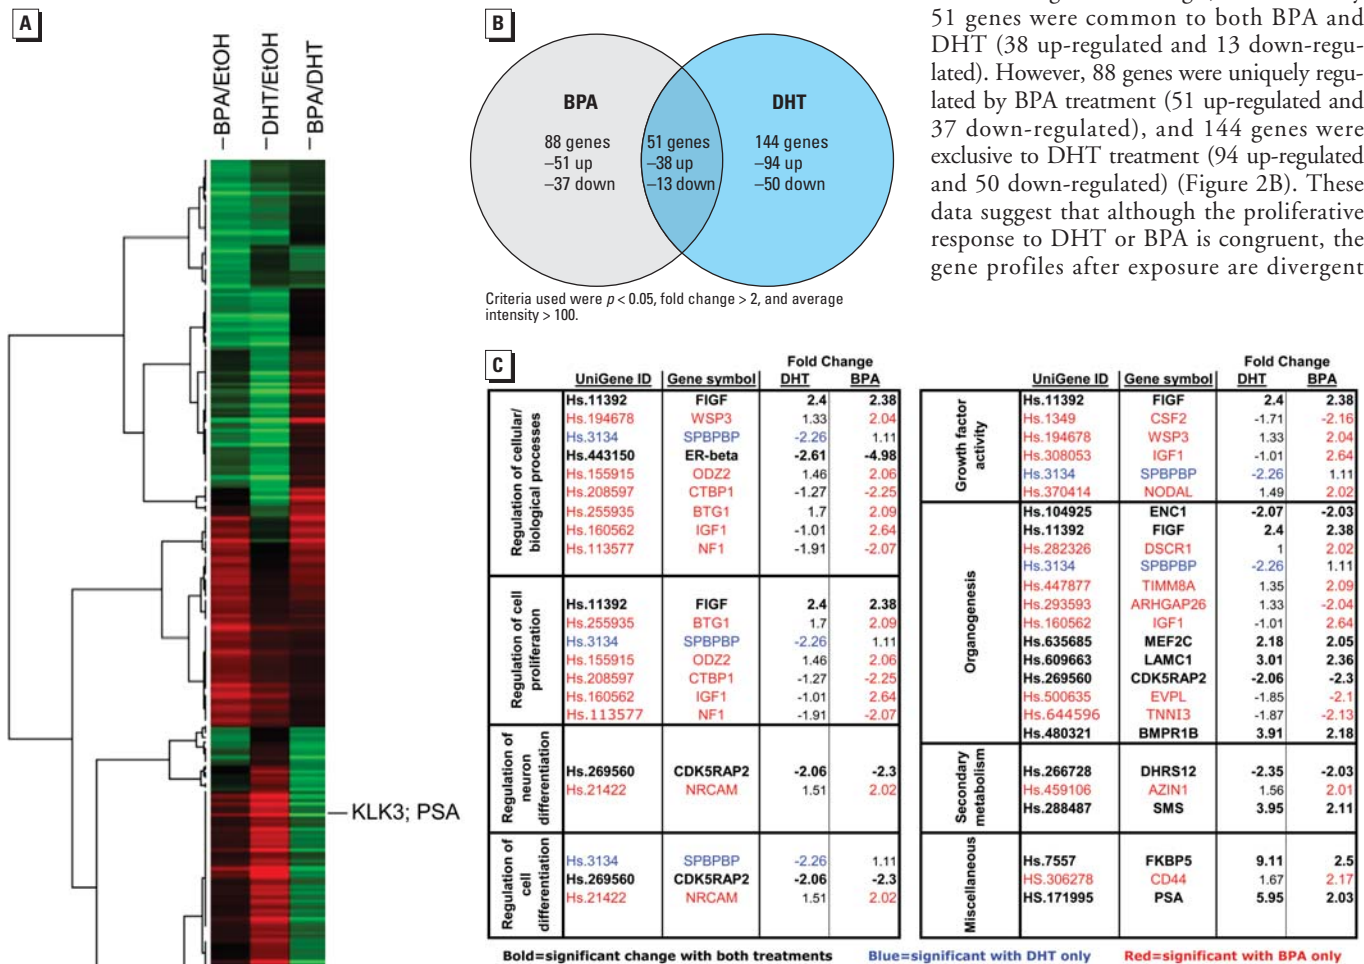 A
–BPA/EtOH
–DHT/EtOH
–BPA/DHT
KLK3; PSA
B
BPA
88 genes
–51 up
–37 down
51 genes
–38 up
–13 down
DHT
144 genes
–94 up
–50 down
Criteria used were p < 0.05, fold change > 2, and average
intensity > 100.
51 genes were common to both BPA and
DHT (38 up-regulated and 13 down-regu-
lated). However, 88 genes were uniquely regu-
lated by BPA treatment (51 up-regulated and
37 down-regulated), and 144 genes were
exclusive to DHT treatment (94 up-regulated
and 50 down-regulated) (Figure 2B). These
data suggest that although the proliferative
response to DHT or BPA is congruent, the
gene profiles after exposure are divergent
C
Fold Change
UniGene ID Gene symbol DHT BPA
Regulation of cellular/
biological processes
Hs.11392 FIGF 2.4 2.38
Hs.194678 WSP3 1.33 2.04
Hs.3134 SPBPBP -2.26 1.11
Hs.443150 ER-beta -2.61 -4.98
Hs.155915 ODZ2 1.46 2.06
Hs.208597 CTBP1 -1.27 -2.25
Hs.255935 BTG1 1.7 2.09
Hs.160562 IGF1 -1.01 2.64
Hs.113577 NF1 -1.91 -2.07
Regulation of cell
proliferation
Hs.11392 FIGF 2.4 2.38
Hs.255935 BTG1 1.7 2.09
Hs.3134 SPBPBP -2.26 1.11
Hs.155915 ODZ2 1.46 2.06
Hs.208597 CTBP1 -1.27 -2.25
Hs.160562 IGF1 -1.01 2.64
Hs.113577 NF1 -1.91 -2.07
Regulation of
neuron
differentiation
Hs.269560 CDK5RAP2 -2.06 -2.3
Hs.21422 NRCAM 1.51 2.02
Regulation of
cell
differentiation
Hs.3134 SPBPBP -2.26 1.11
Hs.269560 CDK5RAP2 -2.06 -2.3
Hs.21422 NRCAM 1.51 2.02
Fold Change
UniGene ID Gene symbol DHT BPA
Growth factor
activity
Hs.11392 FIGF 2.4 2.38
Hs.1349 CSF2 -1.71 -2.16
Hs.194678 WSP3 1.33 2.04
Hs.308053 IGF1 -1.01 2.64
Hs.3134 SPBPBP -2.26 1.11
Hs.370414 NODAL 1.49 2.02
Organogenesis
Hs.104925 ENC1 -2.07 -2.03
Hs.11392 FIGF 2.4 2.38
Hs.282326 DSCR1 1 2.02
Hs.3134 SPBPBP -2.26 1.11
Hs.447877 TIMM8A 1.35 2.09
Hs.293593 ARHGAP26 1.33 -2.04
Hs.160562 IGF1 -1.01 2.64
Hs.635685 MEF2C 2.18 2.05
Hs.609663 LAMC1 3.01 2.36
Hs.269560 CDK5RAP2 -2.06 -2.3
Hs.500635 EVPL -1.85 -2.1
Hs.644596 TNNI3 -1.87 -2.13
Hs.480321 BMPR1B 3.91 2.18
Secondary
metabolism
Hs.266728 DHRS12 -2.35 -2.03
Hs.459106 AZIN1 1.56 2.01
Hs.288487 SMS 3.95 2.11
Miscellaneous
Hs.7557 FKBP5 9.11 2.5
HS.306278 CD44 1.67 2.17
HS.171995 PSA 5.95 2.03
Bold=significant change with both treatments Blue=significant with DHT only Red=significant with BPA only